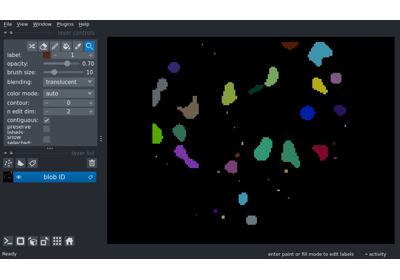 File View Window Plugins Help
layer controls
label: 1
opacity: 0.70
brush size: 10
blending: translucent
color mode: auto
contour: 0
n edit dim: 2
contiguous:
preserve labels:
show selected:
layer list
blob ID
Ready
enter paint or fill mode to edit labels
activity